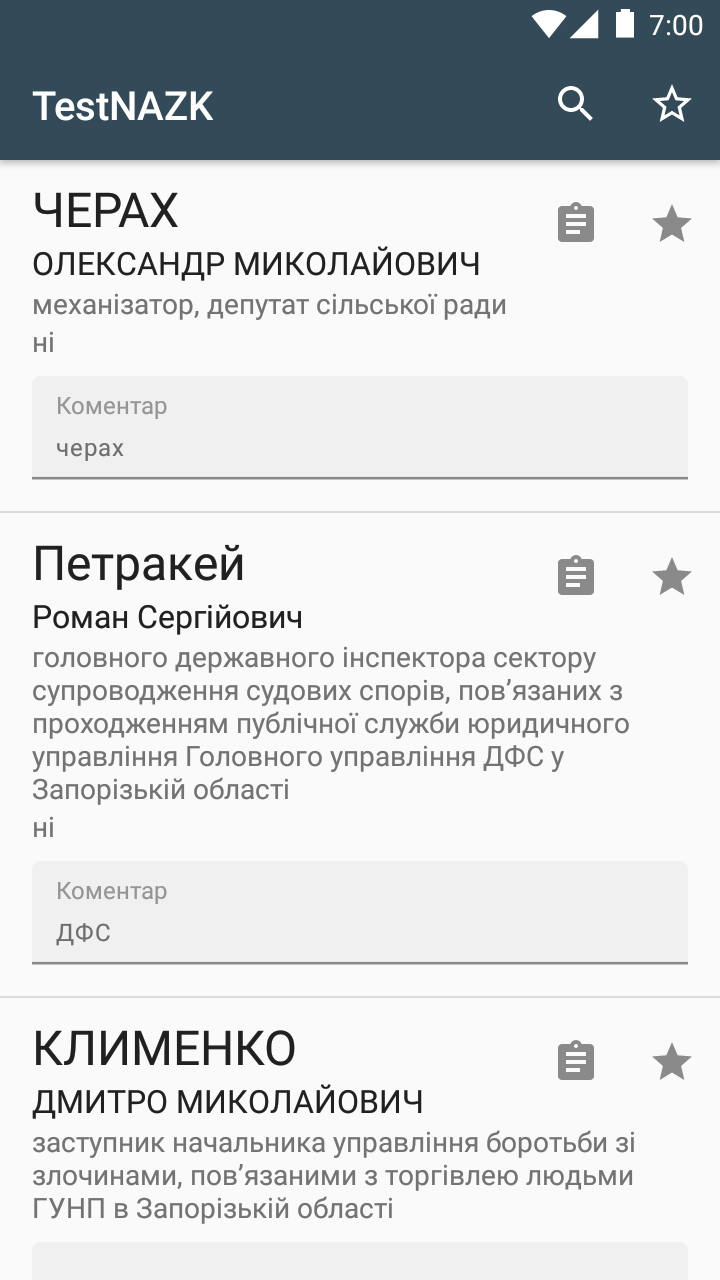 7:00
TestNAZK
ЧЕРАХ
ОЛЕКСАНДР МИКОЛАЙОВИЧ
механізатор, депутат сільської ради
ні
Коментар
черах
Петракей
Роман Сергійович
головного державного інспектора сектору
супроводження судових спорів, пов’язаних з
проходженням публічної служби юридичного
управління Головного управління ДФС у
Запорізькій області
ні
Коментар
ДФС
КЛИМЕНКО
ДМИТРО МИКОЛАЙОВИЧ
заступник начальника управління боротьби зі
злочинами, пов’язаними з торгівлею людьми
ГУНП в Запорізькій області